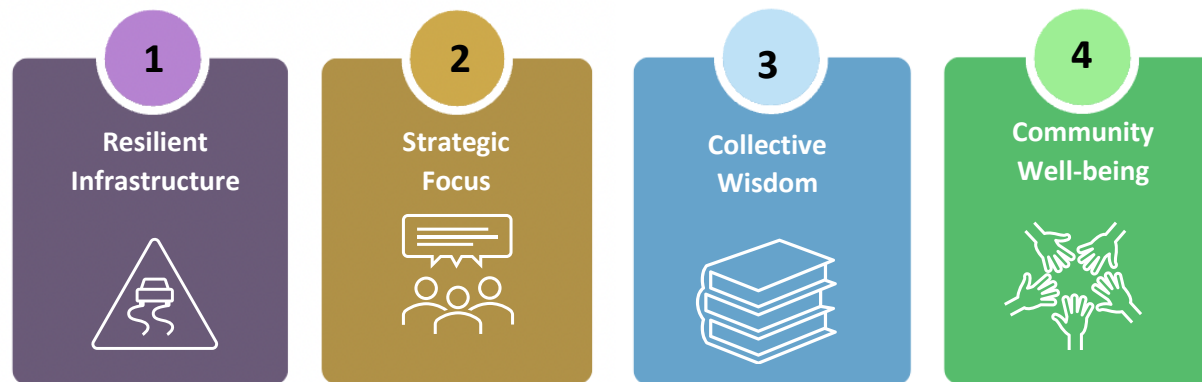 1
Resilient
Infrastructure
2
Strategic
Focus
3
Collective
Wisdom
4
Community
Well-being